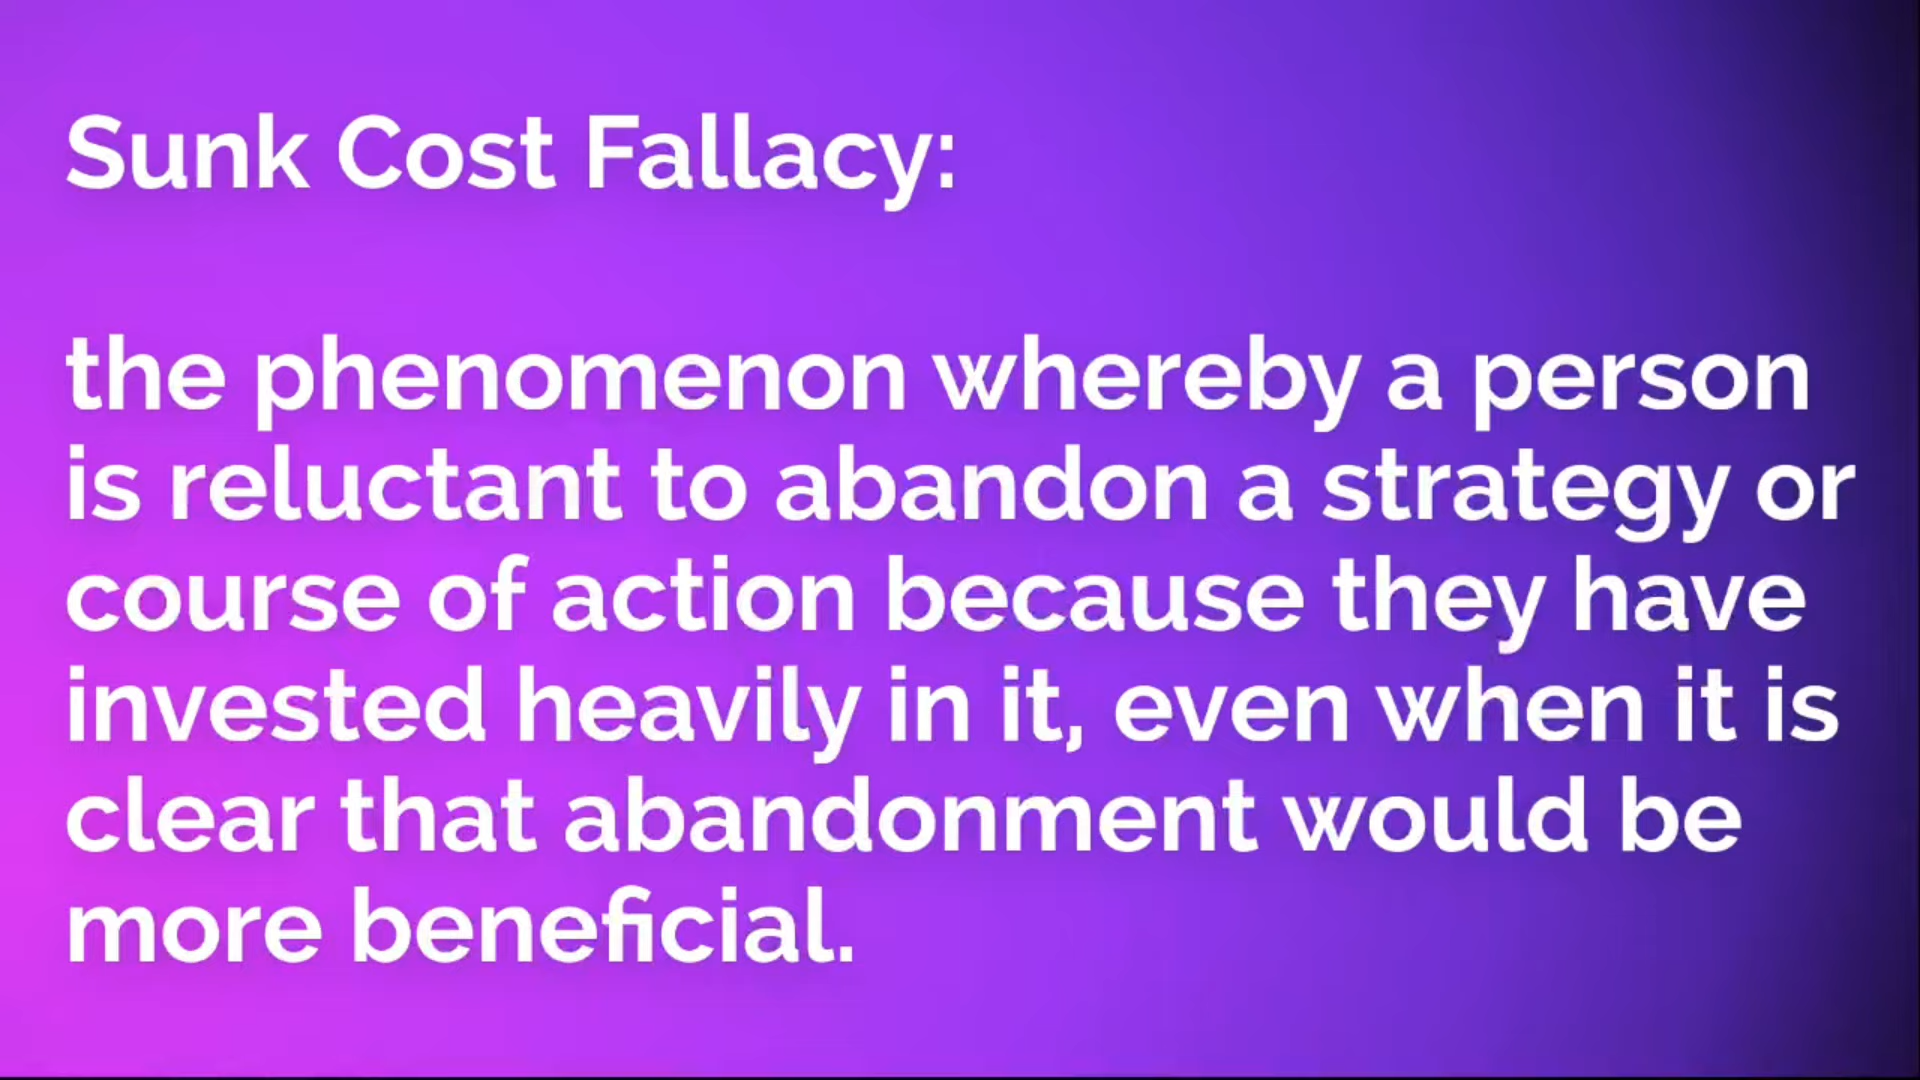 Sunk Cost Fallacy:
the phenomenon whereby a person
is reluctant to abandon a strategy or
course of action because they have
invested heavily in it, even when it is
clear that abandonment would be
more beneficial.